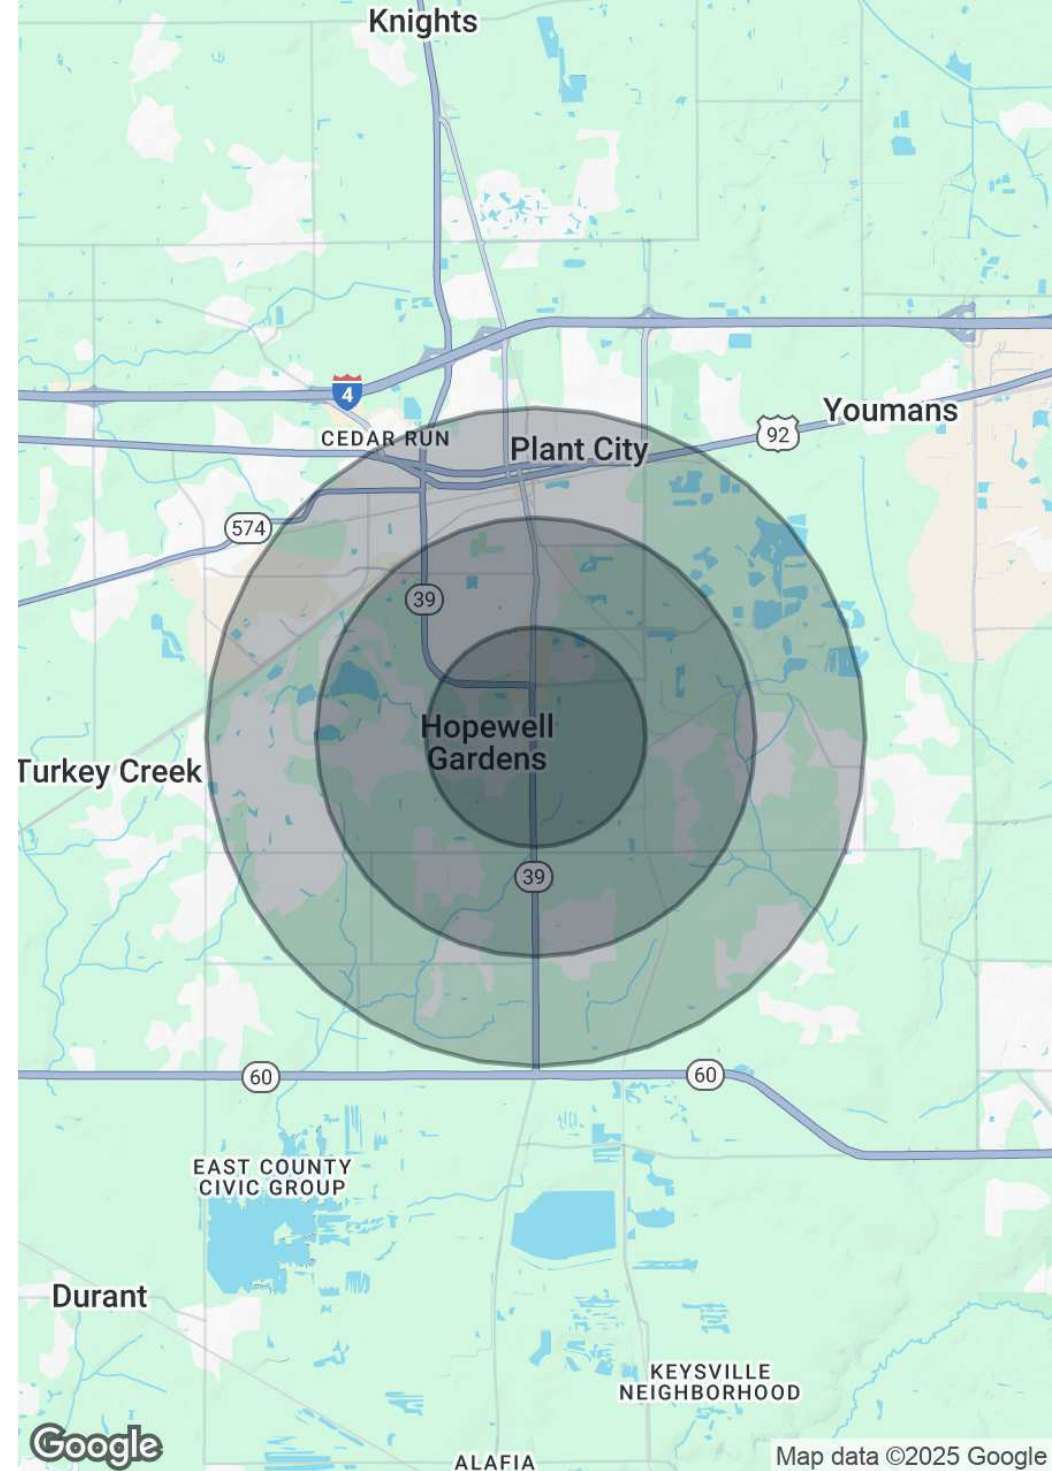 Knights
4
Youmans
CEDAR RUN
92
Plant City
574
39
Hopewell
Gardens
Turkey Creek
39
60
60
EAST COUNTY
CIVIC GROUP
Durant
KEYSVILLE
NEIGHBORHOOD
Google
ALAFIA
Map data ©2025 Google